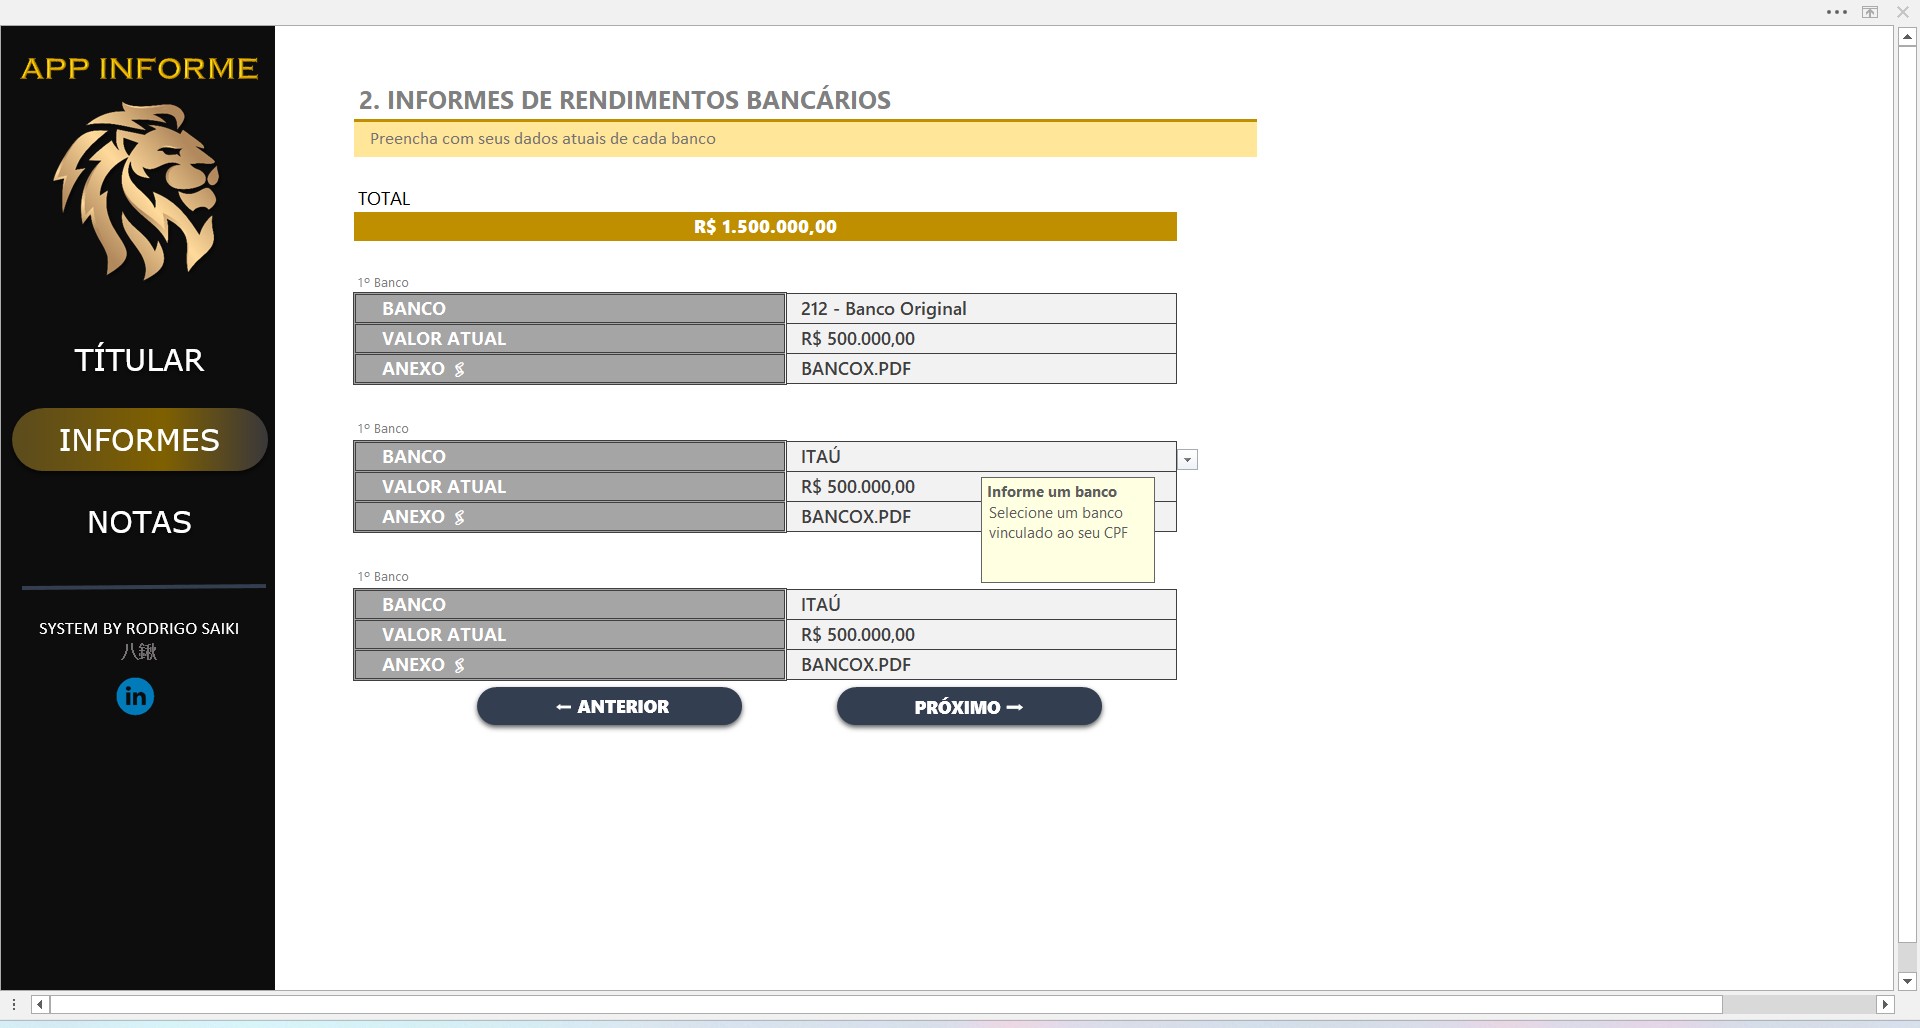 APP INFORME
TÍTULAR
INFORMES
NOTAS
SYSTEM BY RODRIGO SAIKI
八鍬
in
2. INFORMES DE RENDIMENTOS BANCÁRIOS
Preencha com seus dados atuais de cada banco
TOTAL
R$ 1.500.000,00
1º Banco
BANCO 212 - Banco Original
VALOR ATUAL R$ 500.000,00
ANEXO BANCOX.PDF
1º Banco
BANCO ITAÚ
VALOR ATUAL R$ 500.000,00
ANEXO BANCOX.PDF
Informe um banco
Selecione um banco
vinculado ao seu CPF
1º Banco
BANCO ITAÚ
VALOR ATUAL R$ 500.000,00
ANEXO BANCOX.PDF
← ANTERIOR
PRÓXIMO →